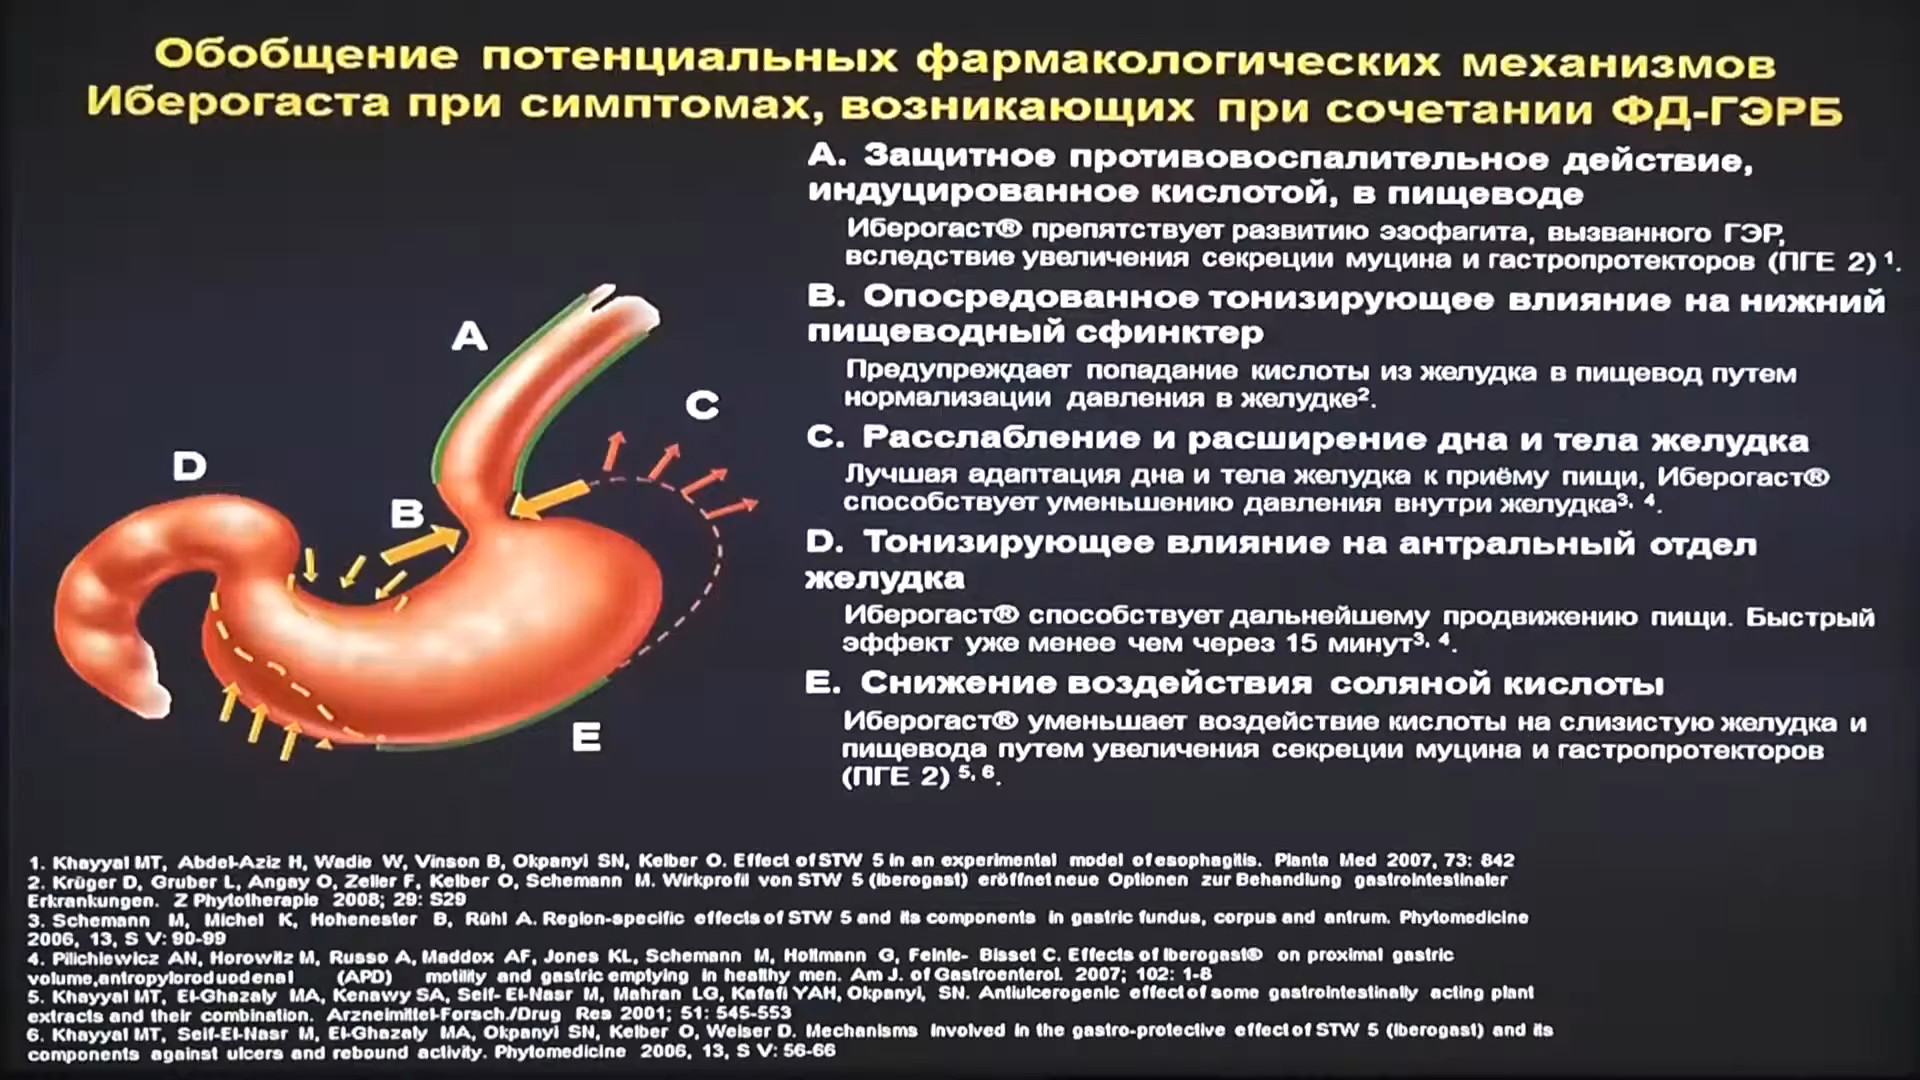 Обобщение потенциальных фармакологических механизмов
Иберогаста при симптомах, возникающих при сочетании ФД-ГЭРБ
A. Защитное противовоспалительное действие,
индуцированное кислотой, в пищеводе
Иберогаст® препятствует развитию эзофагита, вызванного ГЭР,
вследствие увеличения секреции муцина и гастропротекторов (ПГЕ 2) 1.
B. Опосредованное тонизирующее влияние на нижний
пищеводный сфинктер
Предупреждает попадание кислоты из желудка в пищевод путем
нормализации давления в желудке2.
C. Расслабление и расширение дна и тела желудка
Лучшая адаптация дна и тела желудка к приёму пищи, Иберогаст®
способствует уменьшению давления внутри желудка3, 4.
D. Тонизирующее влияние на антральный отдел
желудка
Иберогаст® способствует дальнейшему продвижению пищи. Быстрый
эффект уже менее чем через 15 минут3, 4.
E. Снижение воздействия соляной кислоты
Иберогаст® уменьшает воздействие кислоты на слизистую желудка и
пищевода путем увеличения секреции муцина и гастропротекторов
(ПГЕ 2) 5, 6.
A
C
D
B
E
1. Khayyal MT, Abdel-Aziz H, Wadie W, Vinson B, Okpanyi SN, Kelber O. Effect of STW 5 in an experimental model of esophagitis. Planta Med 2007, 73: 842
2. Krüger D, Gruber L, Angay O, Zeller F, Kelber O, Schemann M. Wirkprofil von STW 5 (Iberogast) eröffnet neue Optionen zur Behandlung gastrointestinaler
Erkrankungen. Z Phytotherapie 2008; 29: S29
3. Schemann M, Michel K, Hohenester B, Rühl A. Region-specific effects of STW 5 and its components in gastric fundus, corpus and antrum. Phytomedicine
2006, 13, S V: 90-99
4. Pilichiewicz AN, Horowitz M, Russo A, Maddox AF, Jones KL, Schemann M, Holtmann G, Feinle- Bisset C. Effects of Iberogast® on proximal gastric
volume,antropyloroduodenal (APD) motility and gastric emptying in healthy men. Am J. of Gastroenterol. 2007; 102: 1-8
5. Khayyal MT, El-Ghazaly MA, Kenawy SA, Seif- El-Nasr M, Mahran LG, Kafafi YAH, Okpanyi, SN. Antiulcerogenic effect of some gastrointestinally acting plant
extracts and their combination. Arzneimittel-Forsch./Drug Res 2001; 51: 545-553
6. Khayyal MT, Seif-El-Nasr M, El-Ghazaly MA, Okpanyi SN, Kelber O, Weiser D. Mechanisms involved in the gastro-protective effect of STW 5 (Iberogast) and its
components against ulcers and rebound activity. Phytomedicine 2006, 13, S V: 56-66